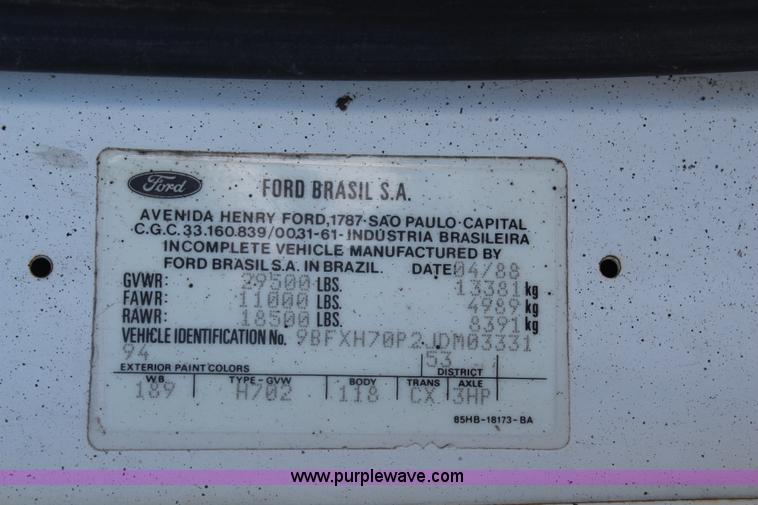 Ford FORD BRASIL S.A.
AVENIDA HENRY FORD,1787-SAO PAULO-CAPITAL
C.G.C. 33.160.839/0031-61- INDÚSTRIA BRASILEIRA
INCOMPLETE VEHICLE MANUFACTURED BY
FORD BRASIL S.A. IN BRAZIL. DATE: 04/88
GVWR: 29500 LBS. 13381 kg
FAWR: 11000 LBS. 4989 kg
RAWR: 18500 LBS. 8391 kg
VEHICLE IDENTIFICATION No. 9BFXH70P2JDM03331
94 53
EXTERIOR PAINT COLORS DISTRICT
W.B. TYPE-GVW BODY TRANS AXLE
189 H702 118 CX 3HP
85HB-18173-BA
www.purplewave.com